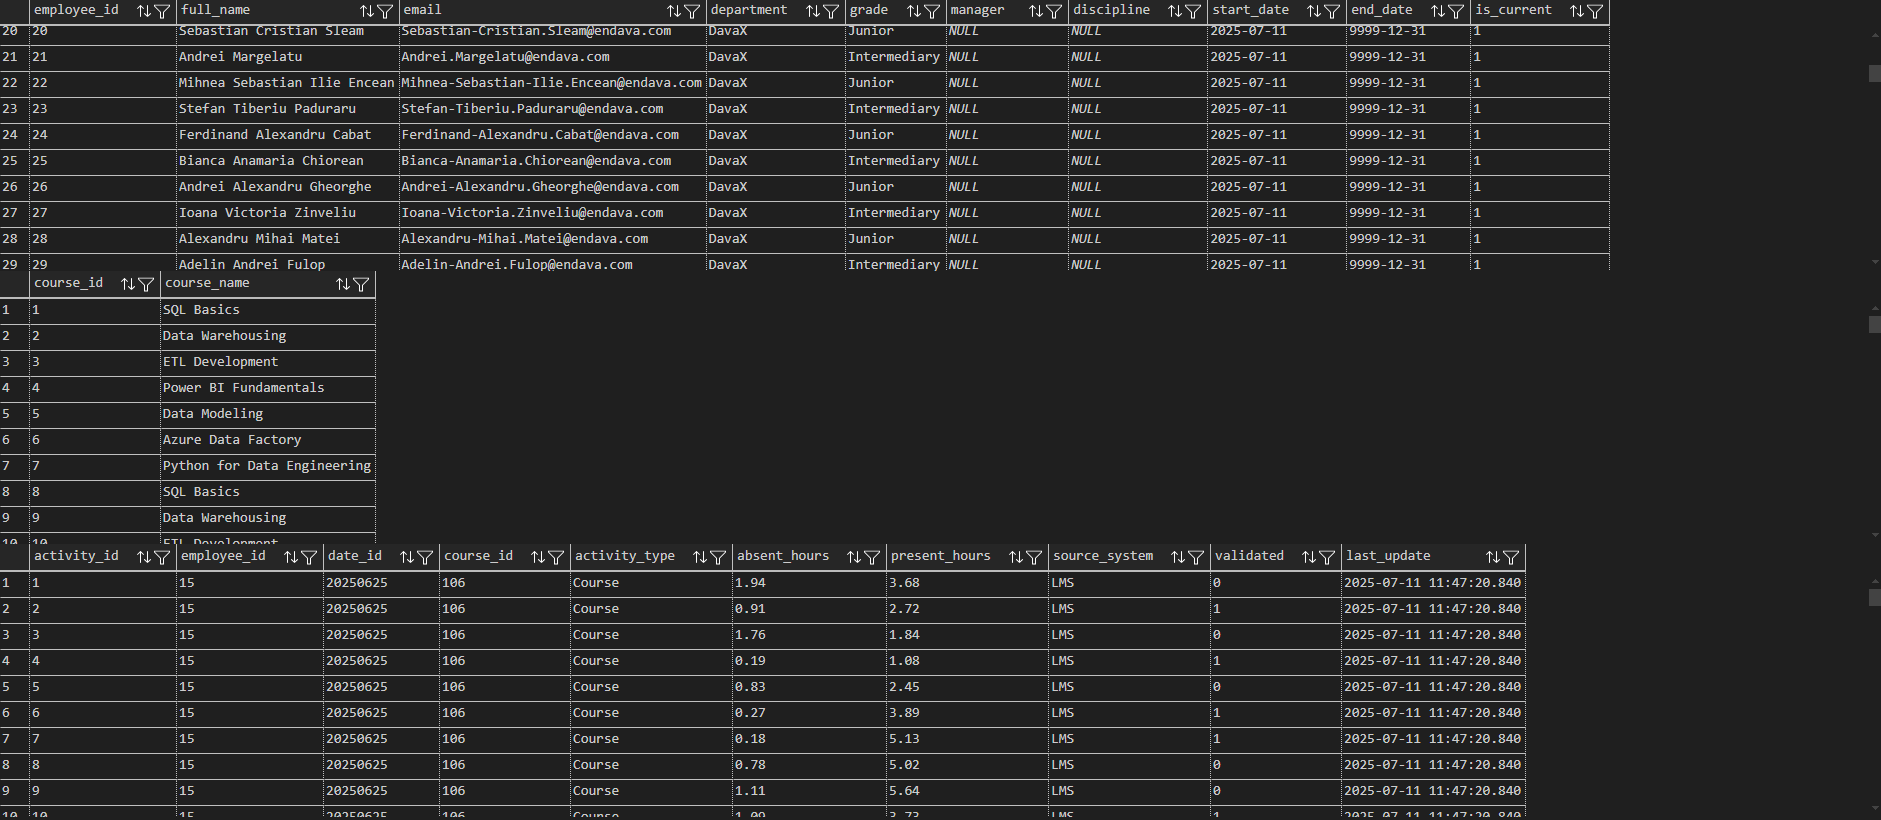 employee_id full_name email department grade manager discipline start_date end_date is_current
20 20 Sebastian Cristian Sleam Sebastian-Cristian.Sleam@endava.com DavaX Junior NULL NULL 2025-07-11 9999-12-31 1
21 21 Andrei Margelatu Andrei.Margelatu@endava.com DavaX Intermediary NULL NULL 2025-07-11 9999-12-31 1
22 22 Mihnea Sebastian Ilie Encean Mihnea-Sebastian-Ilie.Encean@endava.com DavaX Junior NULL NULL 2025-07-11 9999-12-31 1
23 23 Stefan Tiberiu Paduraru Stefan-Tiberiu.Paduraru@endava.com DavaX Intermediary NULL NULL 2025-07-11 9999-12-31 1
24 24 Ferdinand Alexandru Cabat Ferdinand-Alexandru.Cabat@endava.com DavaX Junior NULL NULL 2025-07-11 9999-12-31 1
25 25 Bianca Anamaria Chiorean Bianca-Anamaria.Chiorean@endava.com DavaX Intermediary NULL NULL 2025-07-11 9999-12-31 1
26 26 Andrei Alexandru Gheorghe Andrei-Alexandru.Gheorghe@endava.com DavaX Junior NULL NULL 2025-07-11 9999-12-31 1
27 27 Ioana Victoria Zinveliu Ioana-Victoria.Zinveliu@endava.com DavaX Intermediary NULL NULL 2025-07-11 9999-12-31 1
28 28 Alexandru Mihai Matei Alexandru-Mihai.Matei@endava.com DavaX Junior NULL NULL 2025-07-11 9999-12-31 1
29 29 Adelin Andrei Fulop Adelin-Andrei.Fulop@endava.com DavaX Intermediary NULL NULL 2025-07-11 9999-12-31 1
course_id course_name
1 1 SQL Basics
2 2 Data Warehousing
3 3 ETL Development
4 4 Power BI Fundamentals
5 5 Data Modeling
6 6 Azure Data Factory
7 7 Python for Data Engineering
8 8 SQL Basics
9 9 Data Warehousing
10 10 ETL Development
activity_id employee_id date_id course_id activity_type absent_hours present_hours source_system validated last_update
1 1 15 20250625 106 Course 1.94 3.68 LMS 0 2025-07-11 11:47:20.840
2 2 15 20250625 106 Course 0.91 2.72 LMS 1 2025-07-11 11:47:20.840
3 3 15 20250625 106 Course 1.76 1.84 LMS 0 2025-07-11 11:47:20.840
4 4 15 20250625 106 Course 0.19 1.08 LMS 1 2025-07-11 11:47:20.840
5 5 15 20250625 106 Course 0.83 2.45 LMS 0 2025-07-11 11:47:20.840
6 6 15 20250625 106 Course 0.27 3.89 LMS 1 2025-07-11 11:47:20.840
7 7 15 20250625 106 Course 0.18 5.13 LMS 1 2025-07-11 11:47:20.840
8 8 15 20250625 106 Course 0.78 5.02 LMS 0 2025-07-11 11:47:20.840
9 9 15 20250625 106 Course 1.11 5.64 LMS 0 2025-07-11 11:47:20.840
10 10 15 20250625 106 Course LMS 1 2025-07-11 11:47:20.840